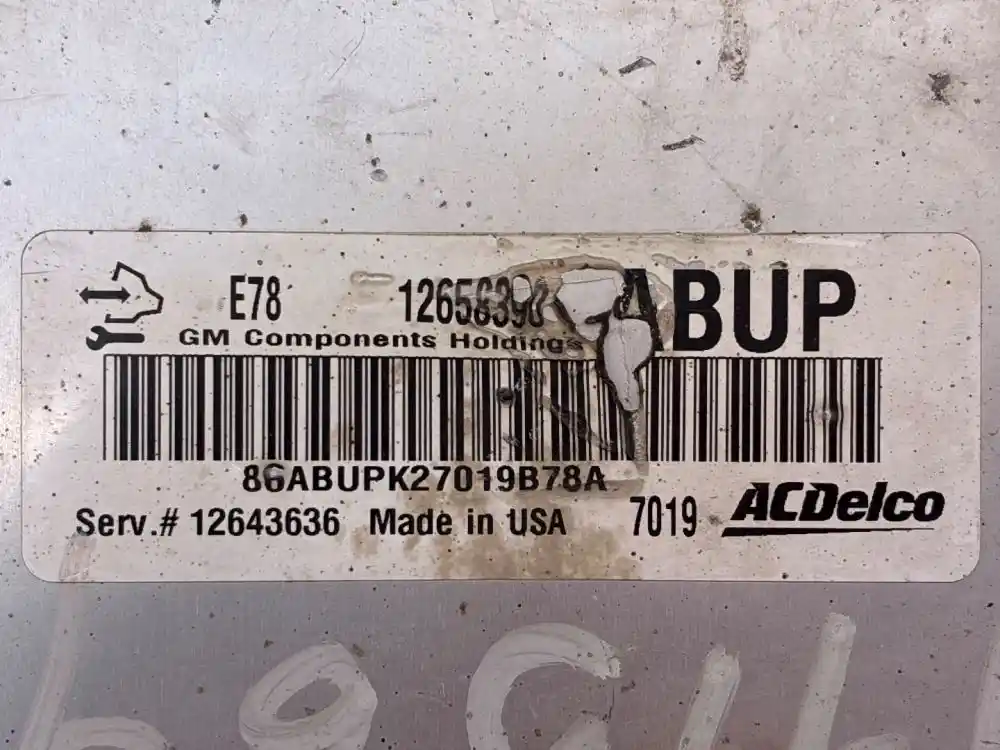 E78 ABUP
GM Components Holdings
86ABUPK27019B78A
Serv.# 12643636 Made in USA 7019 ACDelco